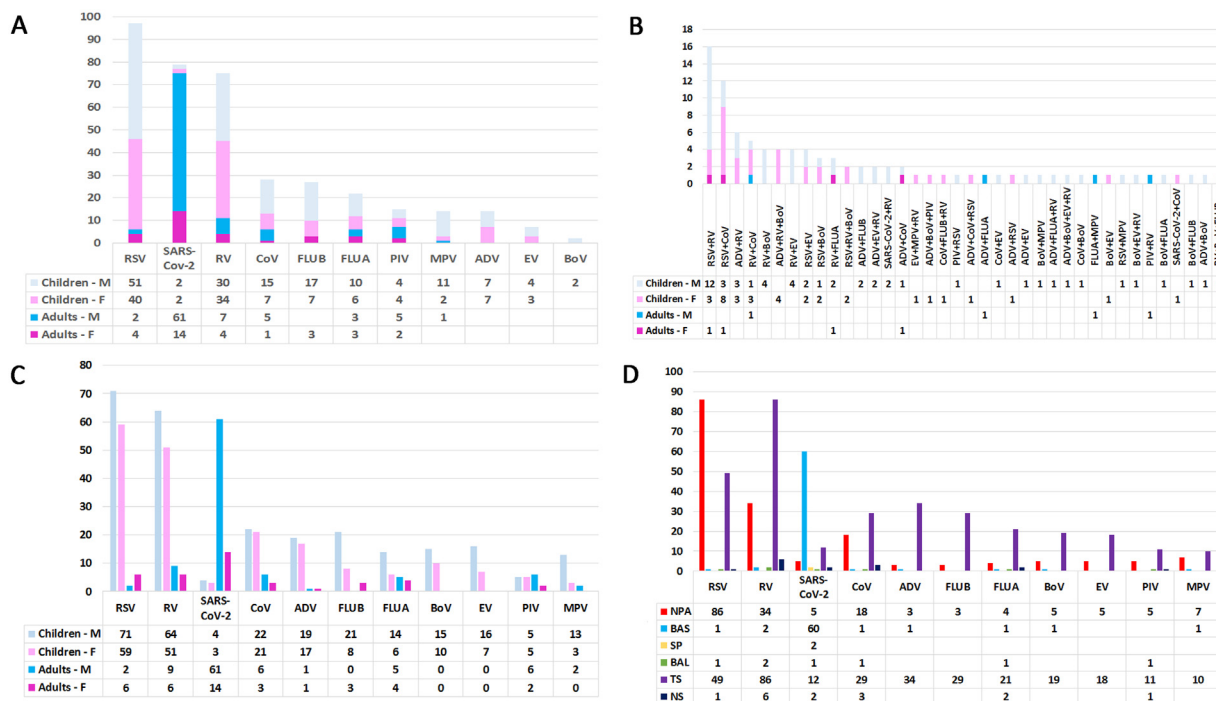 A
100
90
80
70
60
50
40
30
20
10
0
RSV SARS-Cov-2 RV CoV FLUB FLUA PIV MPV ADV EV BoV
Children - M 51 2 30 15 17 10 4 11 7 4 2
Children - F 40 2 34 7 7 6 4 2 7 3
Adults - M 2 61 7 5 3 5 1
Adults - F 4 14 4 1 3 3 2
B
18
16
14
12
10
8
6
4
2
0
RSV+RV
RSV+CoV
ADV+RV
RV+CoV
RV+BoV
ADV+RV+BoV
RV+EV
RSV+EV
RSV+BoV
RV+FLUA
RSV+RV+BoV
ADV+FLUB
ADV+EV+RV
SARS-CoV-2+RV
ADV+CoV
EV+MPV+RV
ADV+BoV+PIV
CoV+FLUB+RV
PIV+RSV
ADV+CoV+RSV
ADV+FLUA
CoV+EV
ADV+RSV
ADV+EV
BoV+MPV
ADV+FLUA+RV
ADV+BoV+EV+RV
CoV+BoV
FLUA+MPV
BoV+EV
RSV+MPV
BoV+EV+RV
PIV+RV
BoV+FLUA
SARS-CoV-2+CoV
BoV+FLUB
ADV+BoV
Children - M 12 3 3 1 4 4 2 1 2 2 2 2 1 1 1 1 1 1 1 1 1 1 1 1 1
Children - F 3 8 3 3 4 2 2 2 1 1 1 1 1 1 1
Adults - M 1 1 1 1
Adults - F 1 1 1 1
C
80
70
60
50
40
30
20
10
0
RSV RV SARS-CoV-2 CoV ADV FLUB FLUA BoV EV PIV MPV
Children - M 71 64 4 22 19 21 14 15 16 5 13
Children - F 59 51 3 21 17 8 6 10 7 5 3
Adults - M 2 9 61 6 1 0 5 0 0 6 2
Adults - F 6 6 14 3 1 3 4 0 0 2 0
D
100
90
80
70
60
50
40
30
20
10
0
RSV RV SARS-CoV-2 CoV ADV FLUB FLUA BoV EV PIV MPV
NPA 86 34 5 18 3 3 4 5 5 5 7
BAS 1 2 60 1 1 1 1 1
SP 2
BAL 1 2 1 1 1 1
TS 49 86 12 29 34 29 21 19 18 11 10
NS 1 6 2 3 2 1